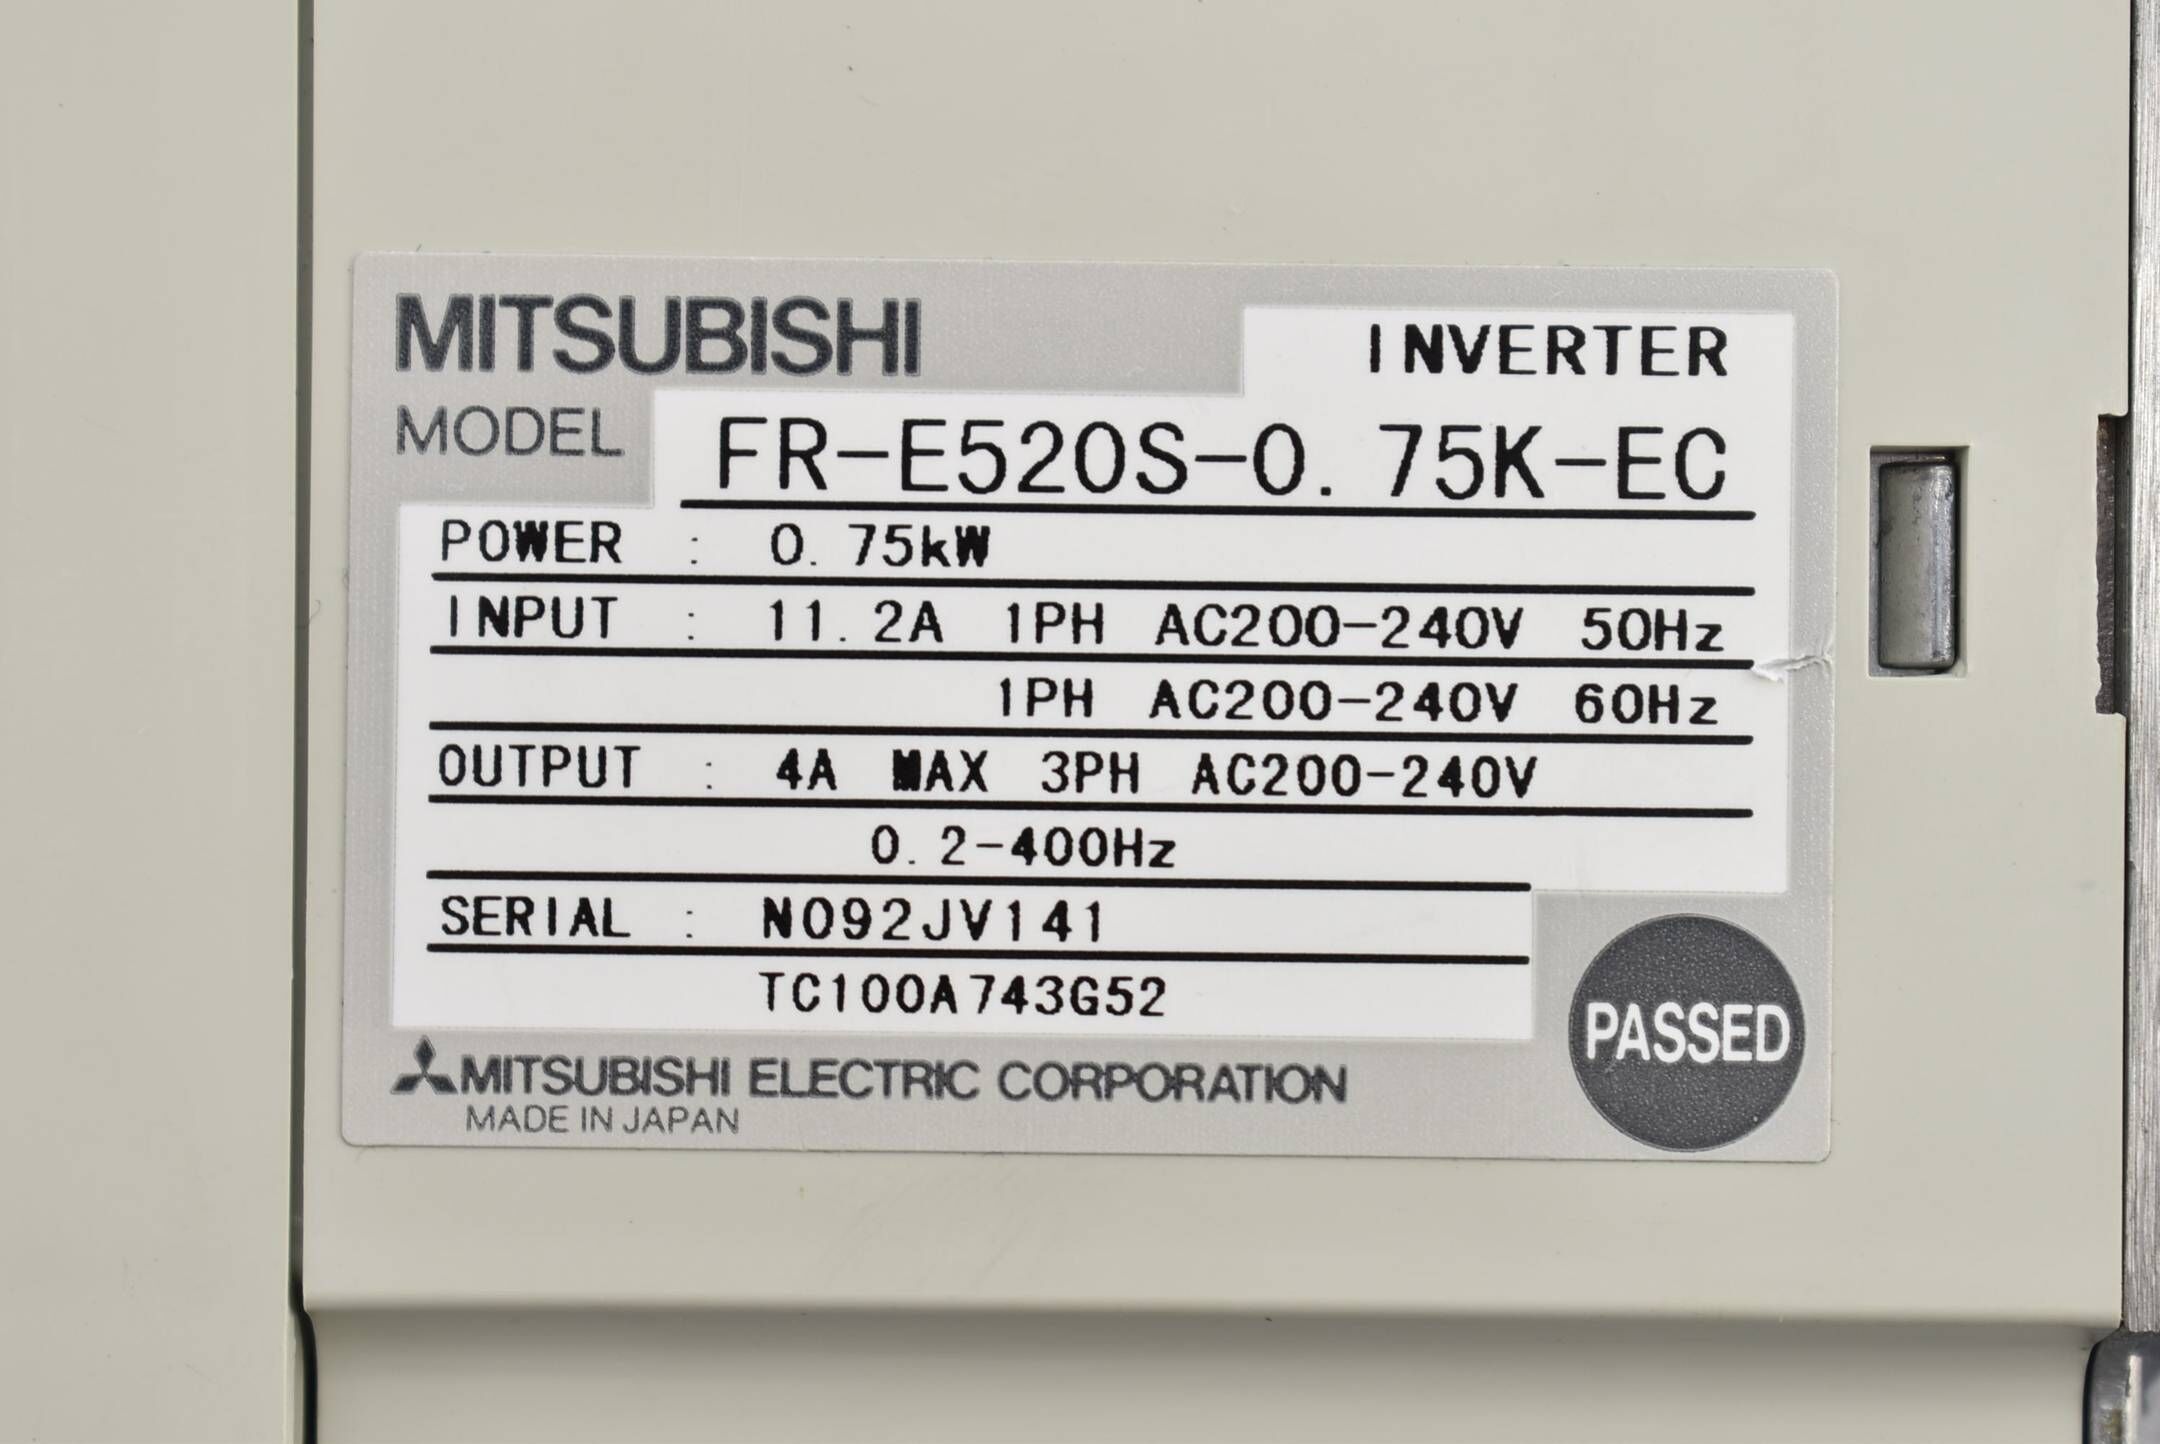 MITSUBISHI
INVERTER
MODEL FR-E520S-0.75K-EC
POWER : 0.75kW
INPUT : 11.2A 1PH AC200-240V 50Hz
1PH AC200-240V 60Hz
OUTPUT : 4A MAX 3PH AC200-240V
0.2-400Hz
SERIAL : N092JV141
TC100A743G52
PASSED
MITSUBISHI ELECTRIC CORPORATION
MADE IN JAPAN